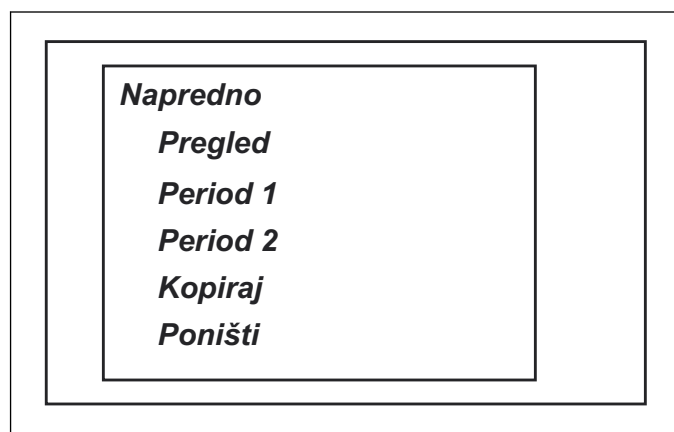 Napredno
Pregled
Period 1
Period 2
Kopiraj
Poništi